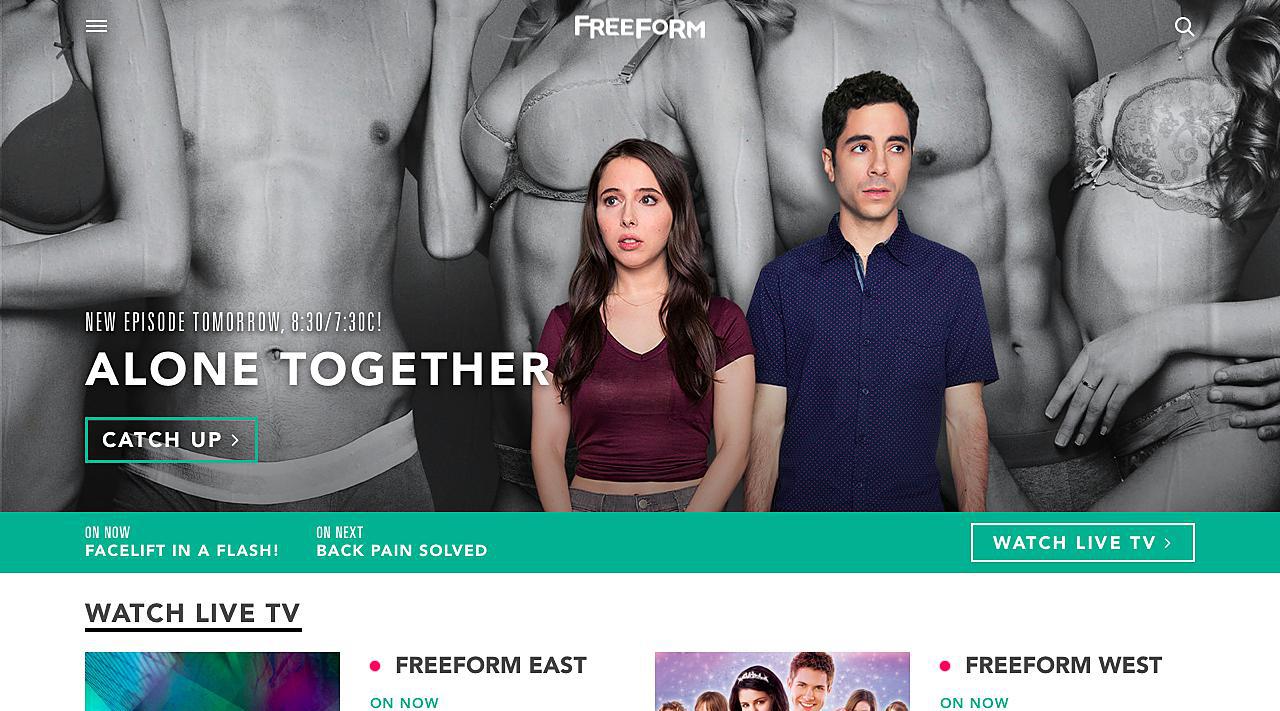 FREEFORM
NEW EPISODE TOMORROW, 8:30/7:30C!
ALONE TOGETHER
CATCH UP >
ON NOW
FACELIFT IN A FLASH!
ON NEXT
BACK PAIN SOLVED
WATCH LIVE TV >
WATCH LIVE TV
FREEFORM EAST
ON NOW
FREEFORM WEST
ON NOW